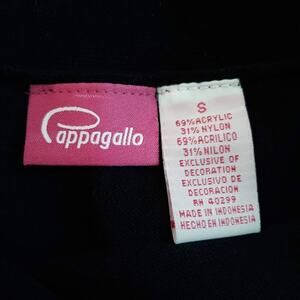 Pappagallo
S
69% ACRYLIC
31% NYLON
69% ACRILICO
31% NILON
EXCLUSIVE OF
DECORATION
EXCLUSIVO DE
DECORACION
RN 40299
MADE IN INDONESIA
HECHO EN INDONESIA